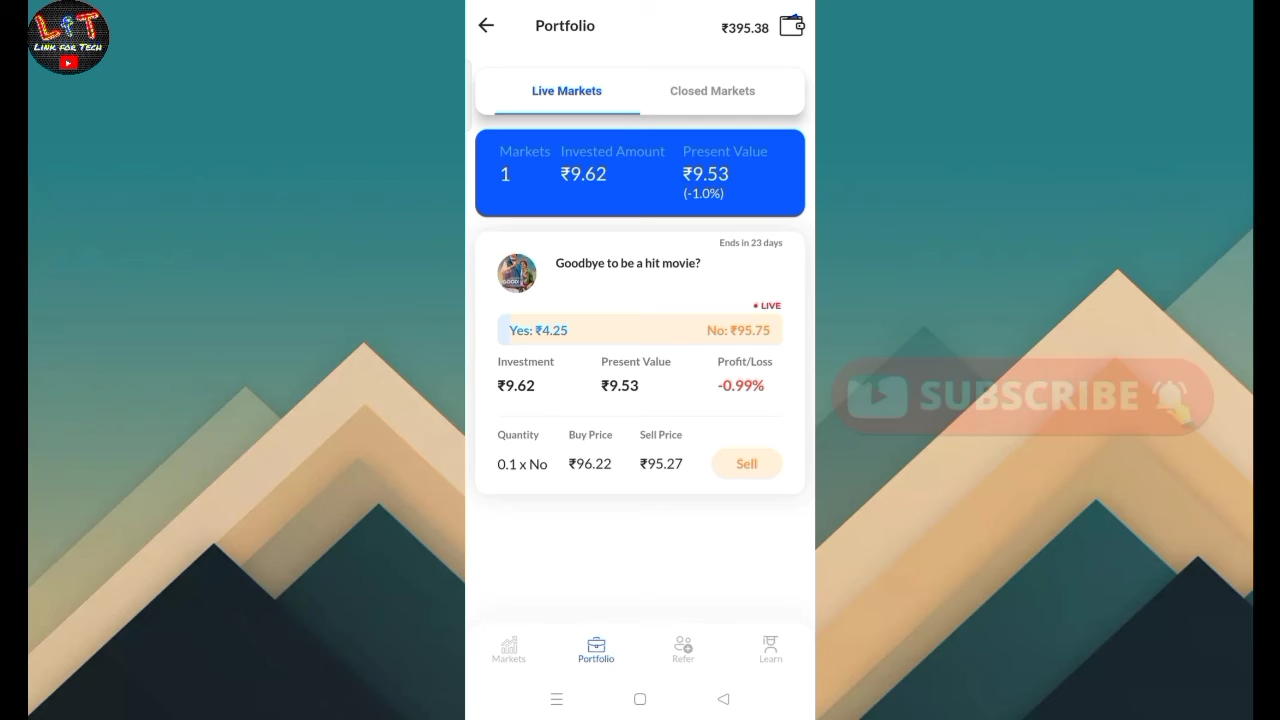 LfT
LINK FOR TECH
Portfolio
₹395.38
Live Markets
Closed Markets
Markets
Invested Amount
Present Value
1
₹9.62
₹9.53
(-1.0%)
Ends in 23 days
Goodbye to be a hit movie?
GOOD
LIVE
Yes: ₹4.25
No: ₹95.75
Investment
Present Value
Profit/Loss
₹9.62
₹9.53
-0.99%
SUBSCRIBE
Quantity
Buy Price
Sell Price
0.1 x No
₹96.22
₹95.27
Sell
Markets
Portfolio
Refer
Learn